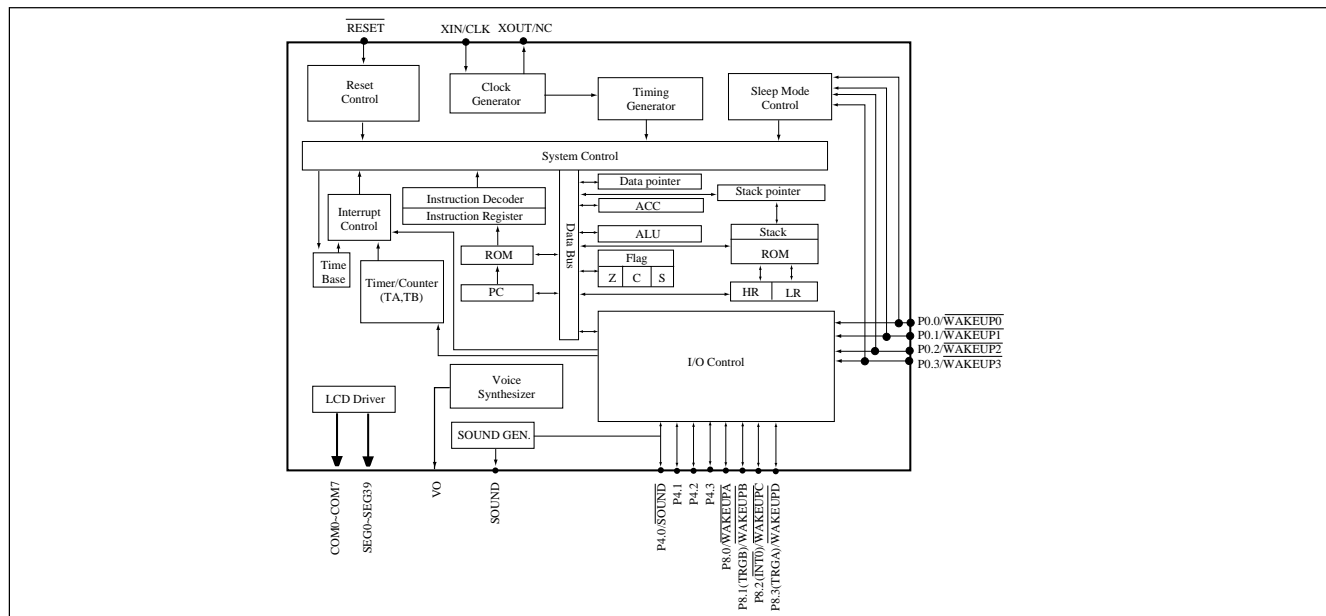 RESET
XIN/CLK
XOUT/NC
Reset
Control
Clock
Generator
Timing
Generator
Sleep Mode
Control
System Control
Interrupt
Control
Time
Base
Timer/Counter
(TA,TB)
Instruction Decoder
Instruction Register
ROM
PC
Data Bus
Data pointer
ACC
ALU
Flag
Z
C
S
Stack pointer
Stack
ROM
HR
LR
I/O Control
P0.0/WAKEUP0
P0.1/WAKEUP1
P0.2/WAKEUP2
P0.3/WAKEUP3
LCD Driver
Voice
Synthesizer
SOUND GEN.
COM0~COM7
SEG0~SEG39
VO
SOUND
P4.0/SOUND
P4.1
P4.2
P4.3
P8.0/WAKEUPA
P8.1(TRGB)/WAKEUPB
P8.2(INT0)/WAKEUPC
P8.3(TRGA)/WAKEUPD